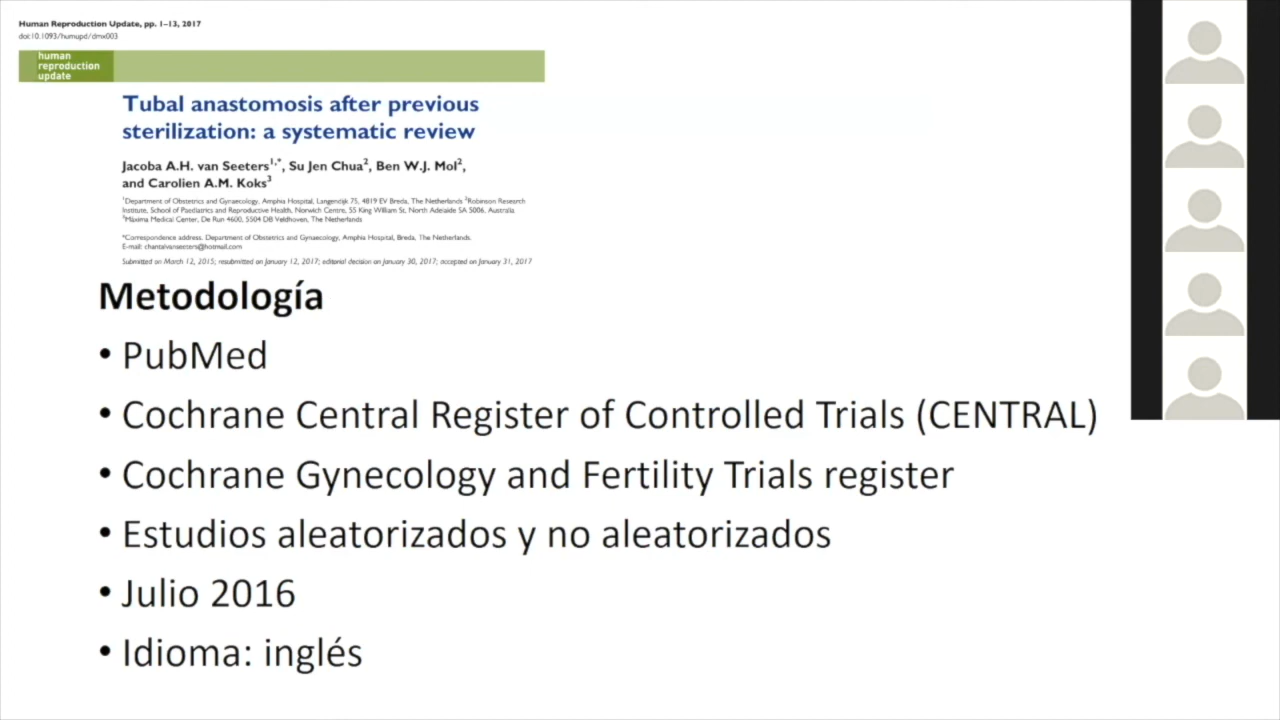 Human Reproduction Update, pp. 1–13, 2017
doi:10.1093/humupd/dmx003
human
reproduction
update
Tubal anastomosis after previous
sterilization: a systematic review
Jacoba A.H. van Seeters1,*, Su Jen Chua2, Ben W.J. Mol2,
and Carolien A.M. Koks3
1Department of Obstetrics and Gynaecology, Amphia Hospital, Langendijk 75, 4819 EV Breda, The Netherlands 2Robinson Research
Institute, School of Paediatrics and Reproductive Health, Norwich Centre, 55 King William St, North Adelaide SA 5006, Australia
3Máxima Medical Center, De Run 4600, 5504 DB Veldhoven, The Netherlands
*Correspondence address. Department of Obstetrics and Gynaecology, Amphia Hospital, Breda, The Netherlands.
E-mail: chantalvanseeters@hotmail.com
Submitted on March 12, 2015; resubmitted on January 12, 2017; editorial decision on January 30, 2017; accepted on January 31, 2017
Metodología
• PubMed
• Cochrane Central Register of Controlled Trials (CENTRAL)
• Cochrane Gynecology and Fertility Trials register
• Estudios aleatorizados y no aleatorizados
• Julio 2016
• Idioma: inglés